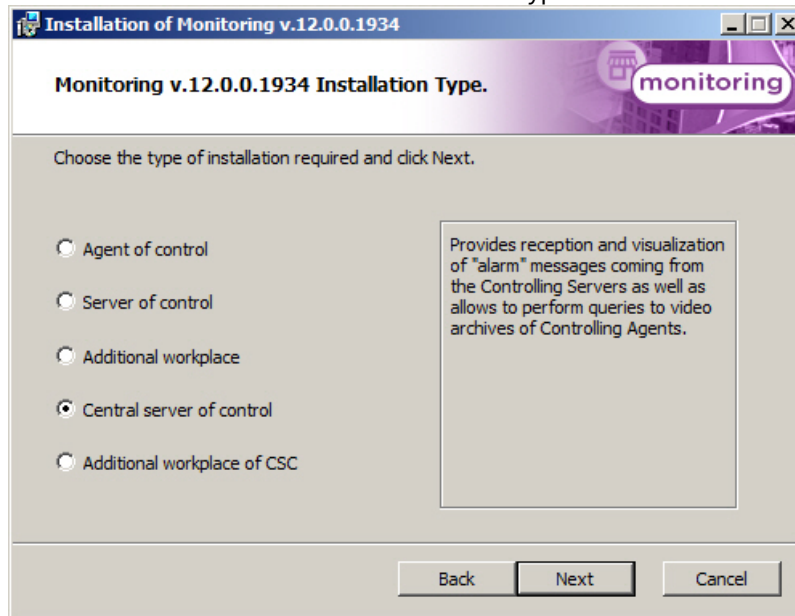 Installation of Monitoring v.12.0.0.1934
Monitoring v.12.0.0.1934 Installation Type.
monitoring
Choose the type of installation required and click Next.
Agent of control
Server of control
Additional workplace
Central server of control
Additional workplace of CSC
Provides reception and visualization
of "alarm" messages coming from
the Controlling Servers as well as
allows to perform queries to video
archives of Controlling Agents.
Back
Next
Cancel